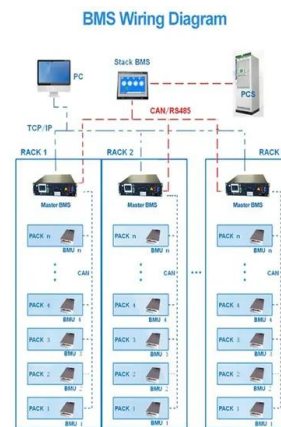 BMS Wiring Diagram
Stack BMS
PC
PCS
CAN/RS485
TCP/IP
RACK 1
RACK 2
RACK
Master BMS
Master BMS
Master BMS
PACK n
PACK n
PACK n
BMU n
BMU n
BMU n
CAN
CAN
CAN
PACK 4
PACK 4
PACK 4
BMU 4
BMU 4
BMU 4
PACK 3
PACK 3
PACK 3
BMU 3
BMU
BMU
PACK 2
PACK 2
PACK 2
BMU 2
BMU 2
BMU 2
PACK 1
PACK 1
PACK 1
BMU 1
BMU 1
BMU 1